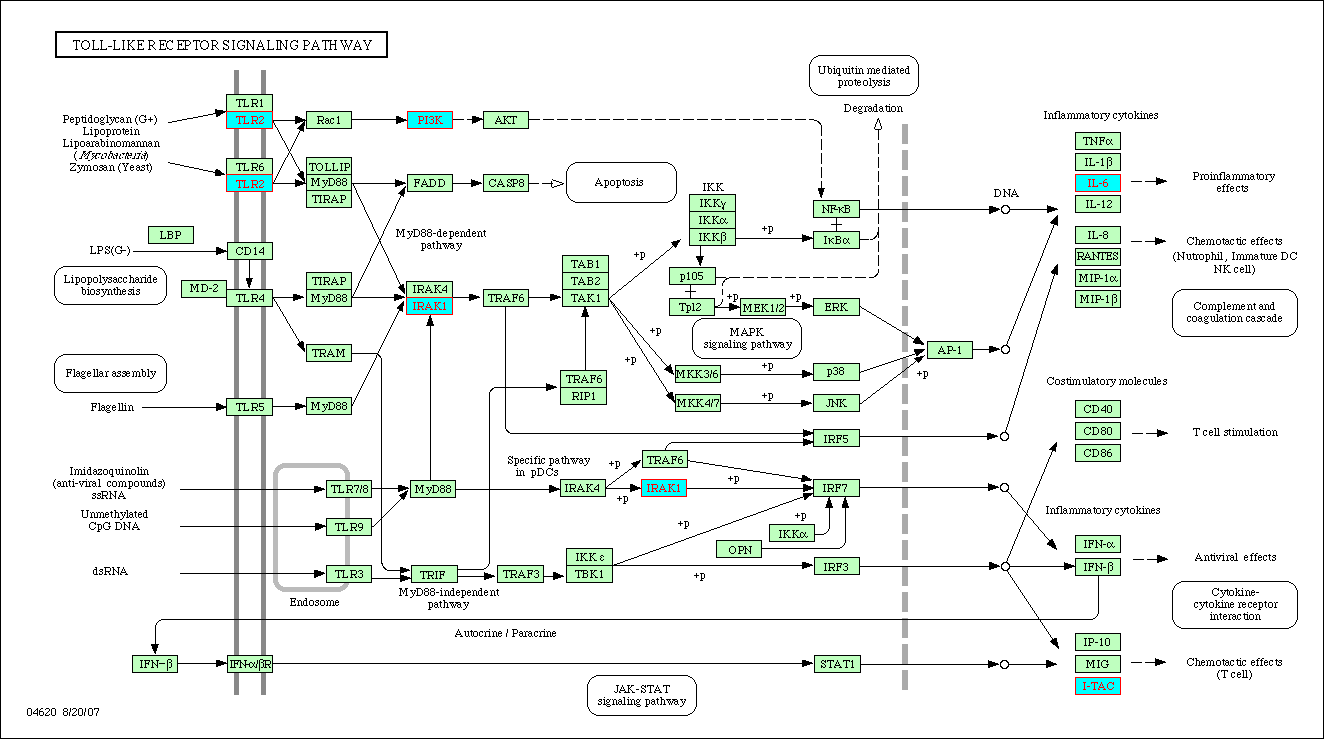 TOLL-LIKE RECEPTOR SIGNALING PATHWAY
Ubiquitin mediated
proteolysis
Degradation
Peptidoglycan (G+)
Lipoprotein
Lipoarabinomannan
(Mycobacteria)
Zymosan (Yeast)
TLR1
TLR2
Rac1
PI3K
AKT
TLR6
TLR2
TOLLIP
MyD88
TIRAP
FADD
CASP8
Apoptosis
MyD88-dependent
pathway
LBP
LPS(G-)
CD14
Lipopolysaccharide
biosynthesis
MD-2
TLR4
TIRAP
MyD88
IRAK4
IRAK1
TRAF6
TAB1
TAB2
TAK1
+p
IKK
IKKγ
IKKα
IKKβ
+p
NF-κB
+
IκBα
p105
+
Tpl2
+p
MEK1/2
+p
ERK
MAPK
signaling pathway
+p
+p
MKK3/6
+p
p38
MKK4/7
+p
JNK
+p
AP-1
DNA
TRAM
Flagellar assembly
Flagellin
TLR5
MyD88
TRAF6
RIP1
IRF5
Imidazoquinolin
(anti-viral compounds)
ssRNA
TLR7/8
MyD88
Specific pathway
in pDCs
IRAK4
+p
+p
TRAF6
IRAK1
+p
IRF7
Unmethylated
CpG DNA
TLR9
+p
IKKα
OPN
dsRNA
TLR3
TRIF
TRAF3
IKKε
TBK1
+p
IRF3
Endosome
MyD88-independent
pathway
Autocrine / Paracrine
IFN-β
IFN-α/βR
STAT1
JAK-STAT
signaling pathway
Inflammatory cytokines
TNFα
IL-1β
IL-6
IL-12
Proinflammatory
effects
IL-8
RANTES
MIP-1α
MIP-1β
Chemotactic effects
(Nutrophil, Immature DC
NK cell)
Complement and
coagulation cascade
Costimulatory molecules
CD40
CD80
CD86
T cell stimulation
Inflammatory cytokines
IFN-α
IFN-β
Antiviral effects
Cytokine-
cytokine receptor
interaction
IP-10
MIG
I-TAC
Chemotactic effects
(T cell)
04620 8/20/07